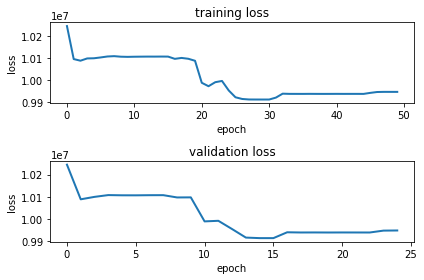 training loss
1e7
1.02
1.01
1.00
0.99
loss
0 10 20 30 40 50
epoch
validation loss
1e7
1.02
1.01
1.00
0.99
loss
0 5 10 15 20 25
epoch